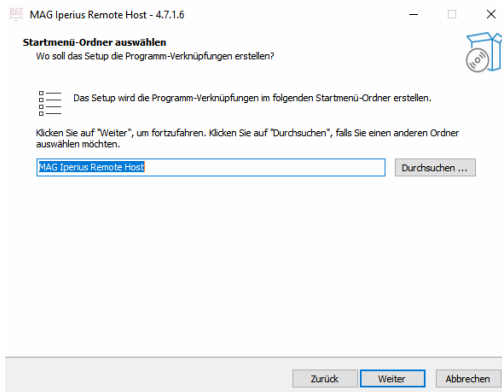 MAG Iperius Remote Host - 4.7.1.6
Startmenü-Ordner auswählen
Wo soll das Setup die Programm-Verknüpfungen erstellen?
Das Setup wird die Programm-Verknüpfungen im folgenden Startmenü-Ordner erstellen.
Klicken Sie auf "Weiter", um fortzufahren. Klicken Sie auf "Durchsuchen", falls Sie einen anderen Ordner
auswählen möchten.
MAG Iperius Remote Host
Durchsuchen ...
Zurück
Weiter
Abbrechen